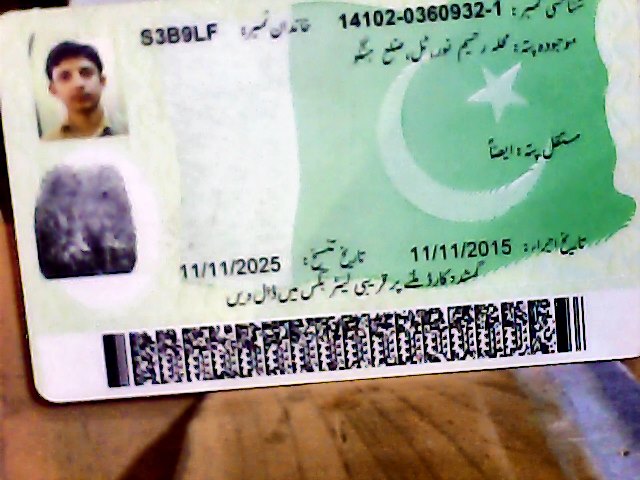 شناختی نمبر: 14102-0360932-1 خاندان نمبر: S3B9LF
موجودہ پتہ: محلہ رحیم نور، ٹل، ضلع ہنگو
مستقل پتہ: ایضاً
تاریخ اجراء: 11/11/2015 تاریخ تنسیخ: 11/11/2025
گمشدہ کارڈ ملنے پر قریبی لیٹر بکس میں ڈال دیں